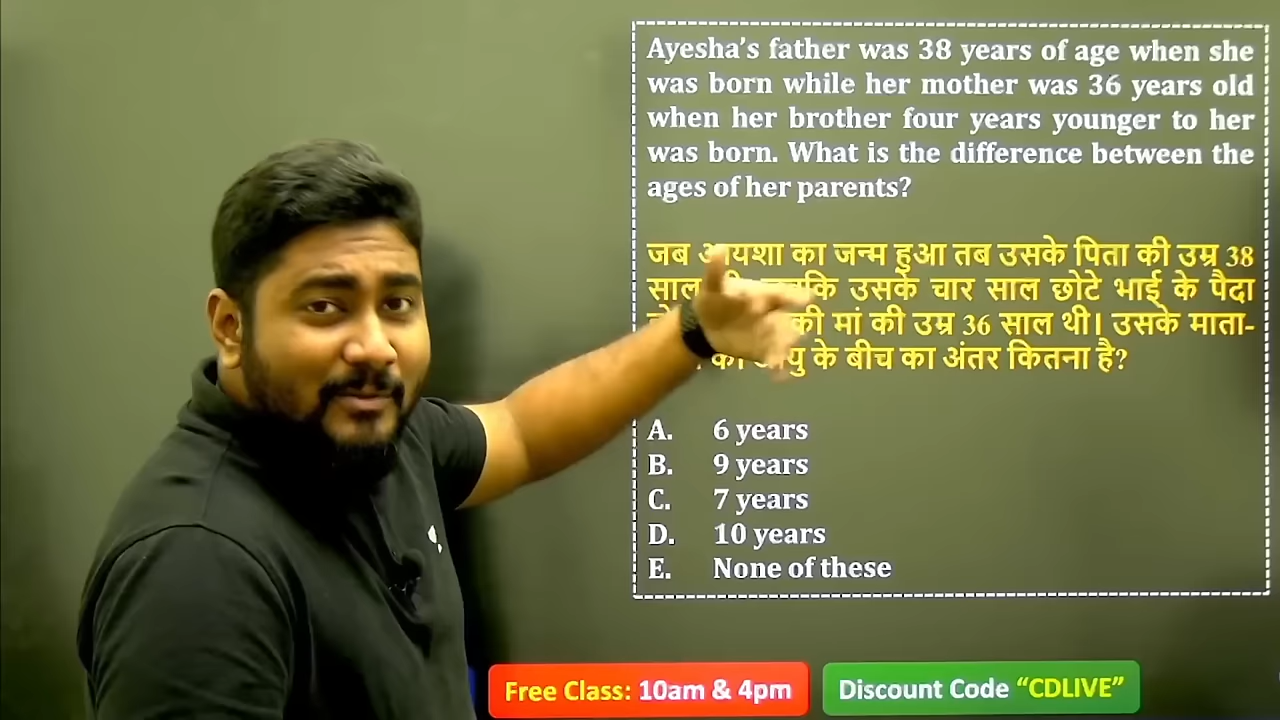 Ayesha's father was 38 years of age when she
was born while her mother was 36 years old
when her brother four years younger to her
was born. What is the difference between the
ages of her parents?
जब आयशा का जन्म हुआ तब उसके पिता की उम्र 38
साल उसके चार साल छोटे भाई के पैदा
की मां की उम्र 36 साल थी। उसके माता-
के बीच का अंतर कितना है?
A. 6 years
B. 9 years
C. 7 years
D. 10 years
E. None of these
Free Class: 10am & 4pm
Discount Code “CDLIVE”